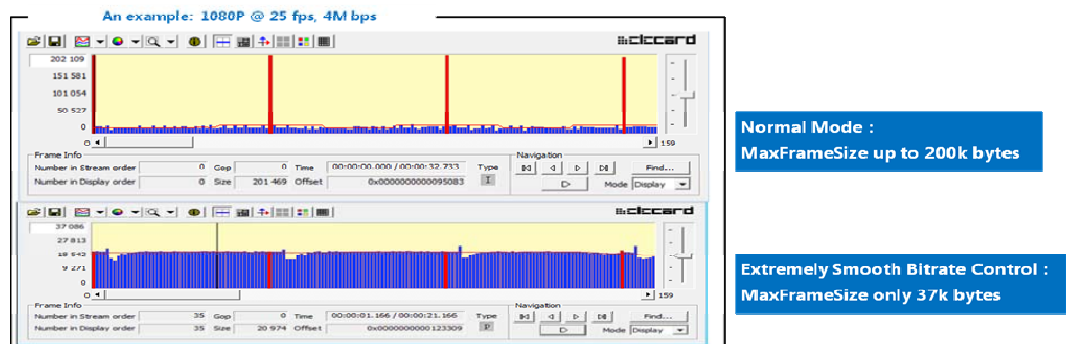 An example: 1080P @ 25 fps, 4M bps
elecard
202 109
151 581
101 054
50 527
0
0
159
Frame Info
Navigation
Number in Stream order 0 Gop 0 Time 00:00:00.000 / 00:00:32.733 Type
Find...
Number in Display order 0 Size 201 469 Offset 0x0000000000095083 I
Mode Display
Normal Mode :
MaxFrameSize up to 200k bytes
elecard
37 086
27 813
18 543
9 271
0
0
159
Frame Info
Navigation
Number in Stream order 35 Gop 0 Time 00:00:01.166 / 00:00:21.166 Type
Find...
Number in Display order 35 Size 20 974 Offset 0x0000000000123309 P
Mode Display
Extremely Smooth Bitrate Control :
MaxFrameSize only 37k bytes